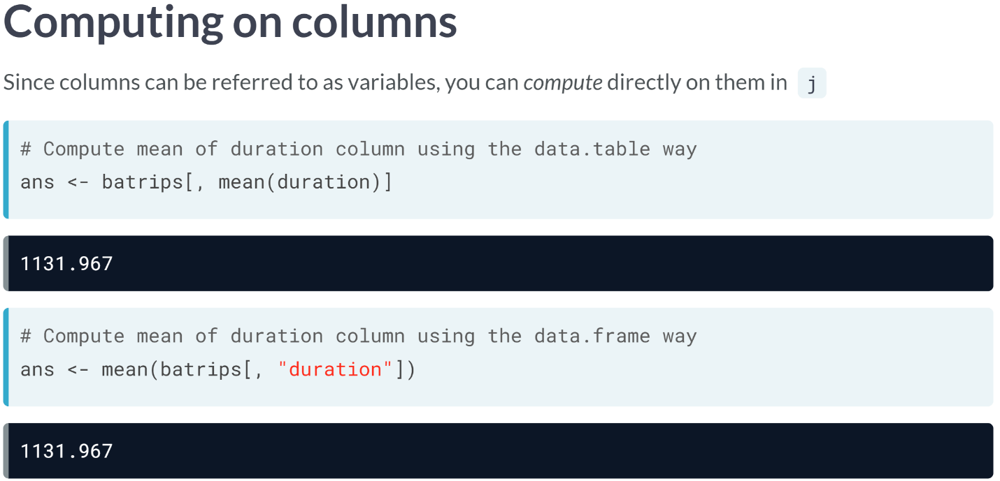 Computing on columns
Since columns can be referred to as variables, you can compute directly on them in j
# Compute mean of duration column using the data.table way
ans <- batrips[, mean(duration)]
1131.967
# Compute mean of duration column using the data.frame way
ans <- mean(batrips[, "duration"])
1131.967